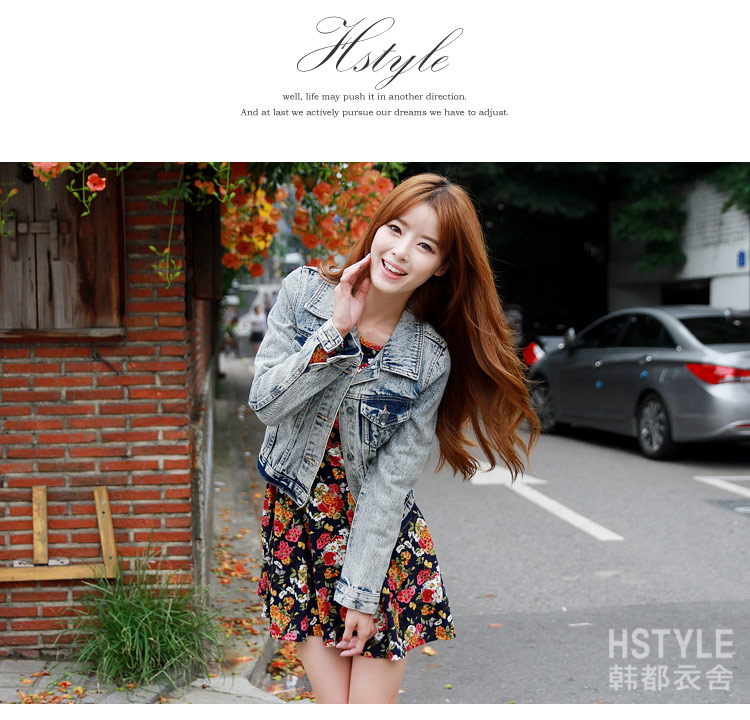 Hstyle
well, life may push it in another direction.
And at last we actively pursue our dreams we have to adjust.
HSTYLE
韩都衣舍